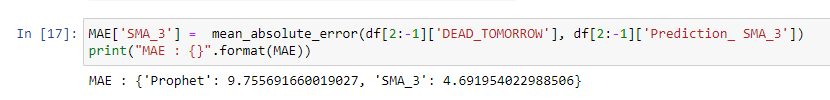 In [17]: MAE['SMA_3'] =  mean_absolute_error(df[2:-1]['DEAD_TOMORROW'], df[2:-1]['Prediction_ SMA_3'])
print("MAE : {}".format(MAE))
MAE : {'Prophet': 9.755691660019027, 'SMA_3': 4.691954022988506}